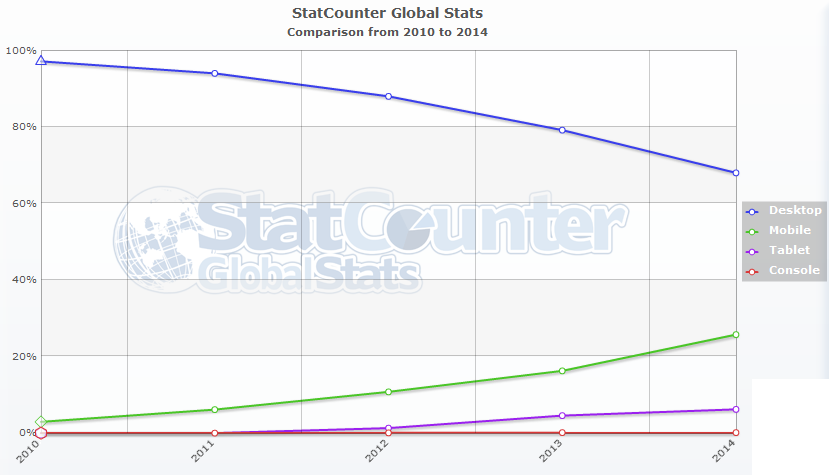 StatCounter Global Stats
Comparison from 2010 to 2014
100%
80%
60%
40%
20%
0%
StatCounter
GlobalStats
Desktop
Mobile
Tablet
Console
2010
2011
2012
2013
2014